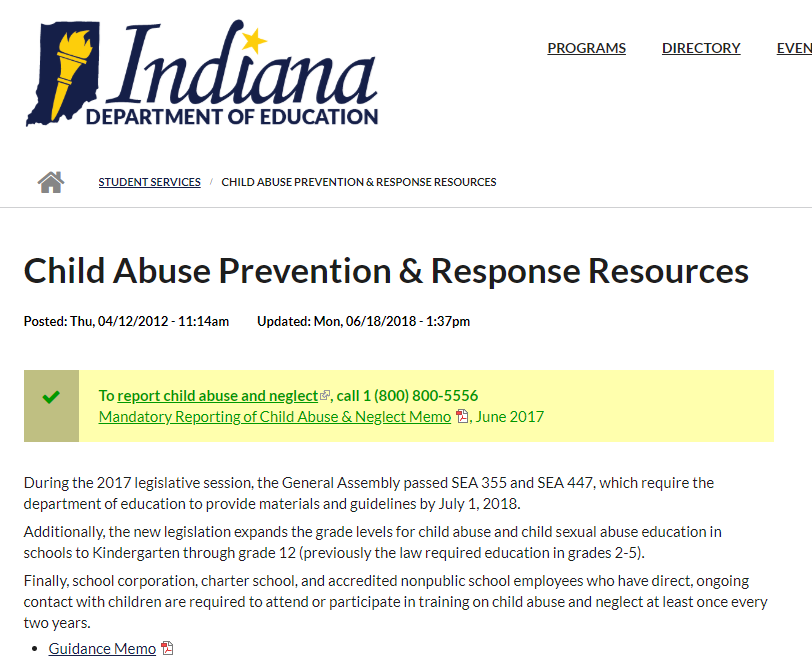 Indiana
DEPARTMENT OF EDUCATION
PROGRAMS DIRECTORY EVEN
STUDENT SERVICES / CHILD ABUSE PREVENTION & RESPONSE RESOURCES
Child Abuse Prevention & Response Resources
Posted: Thu, 04/12/2012 - 11:14am Updated: Mon, 06/18/2018 - 1:37pm
To report child abuse and neglect, call 1 (800) 800-5556
Mandatory Reporting of Child Abuse & Neglect Memo , June 2017
During the 2017 legislative session, the General Assembly passed SEA 355 and SEA 447, which require the
department of education to provide materials and guidelines by July 1, 2018.
Additionally, the new legislation expands the grade levels for child abuse and child sexual abuse education in
schools to Kindergarten through grade 12 (previously the law required education in grades 2-5).
Finally, school corporation, charter school, and accredited nonpublic school employees who have direct, ongoing
contact with children are required to attend or participate in training on child abuse and neglect at least once every
two years.
• Guidance Memo